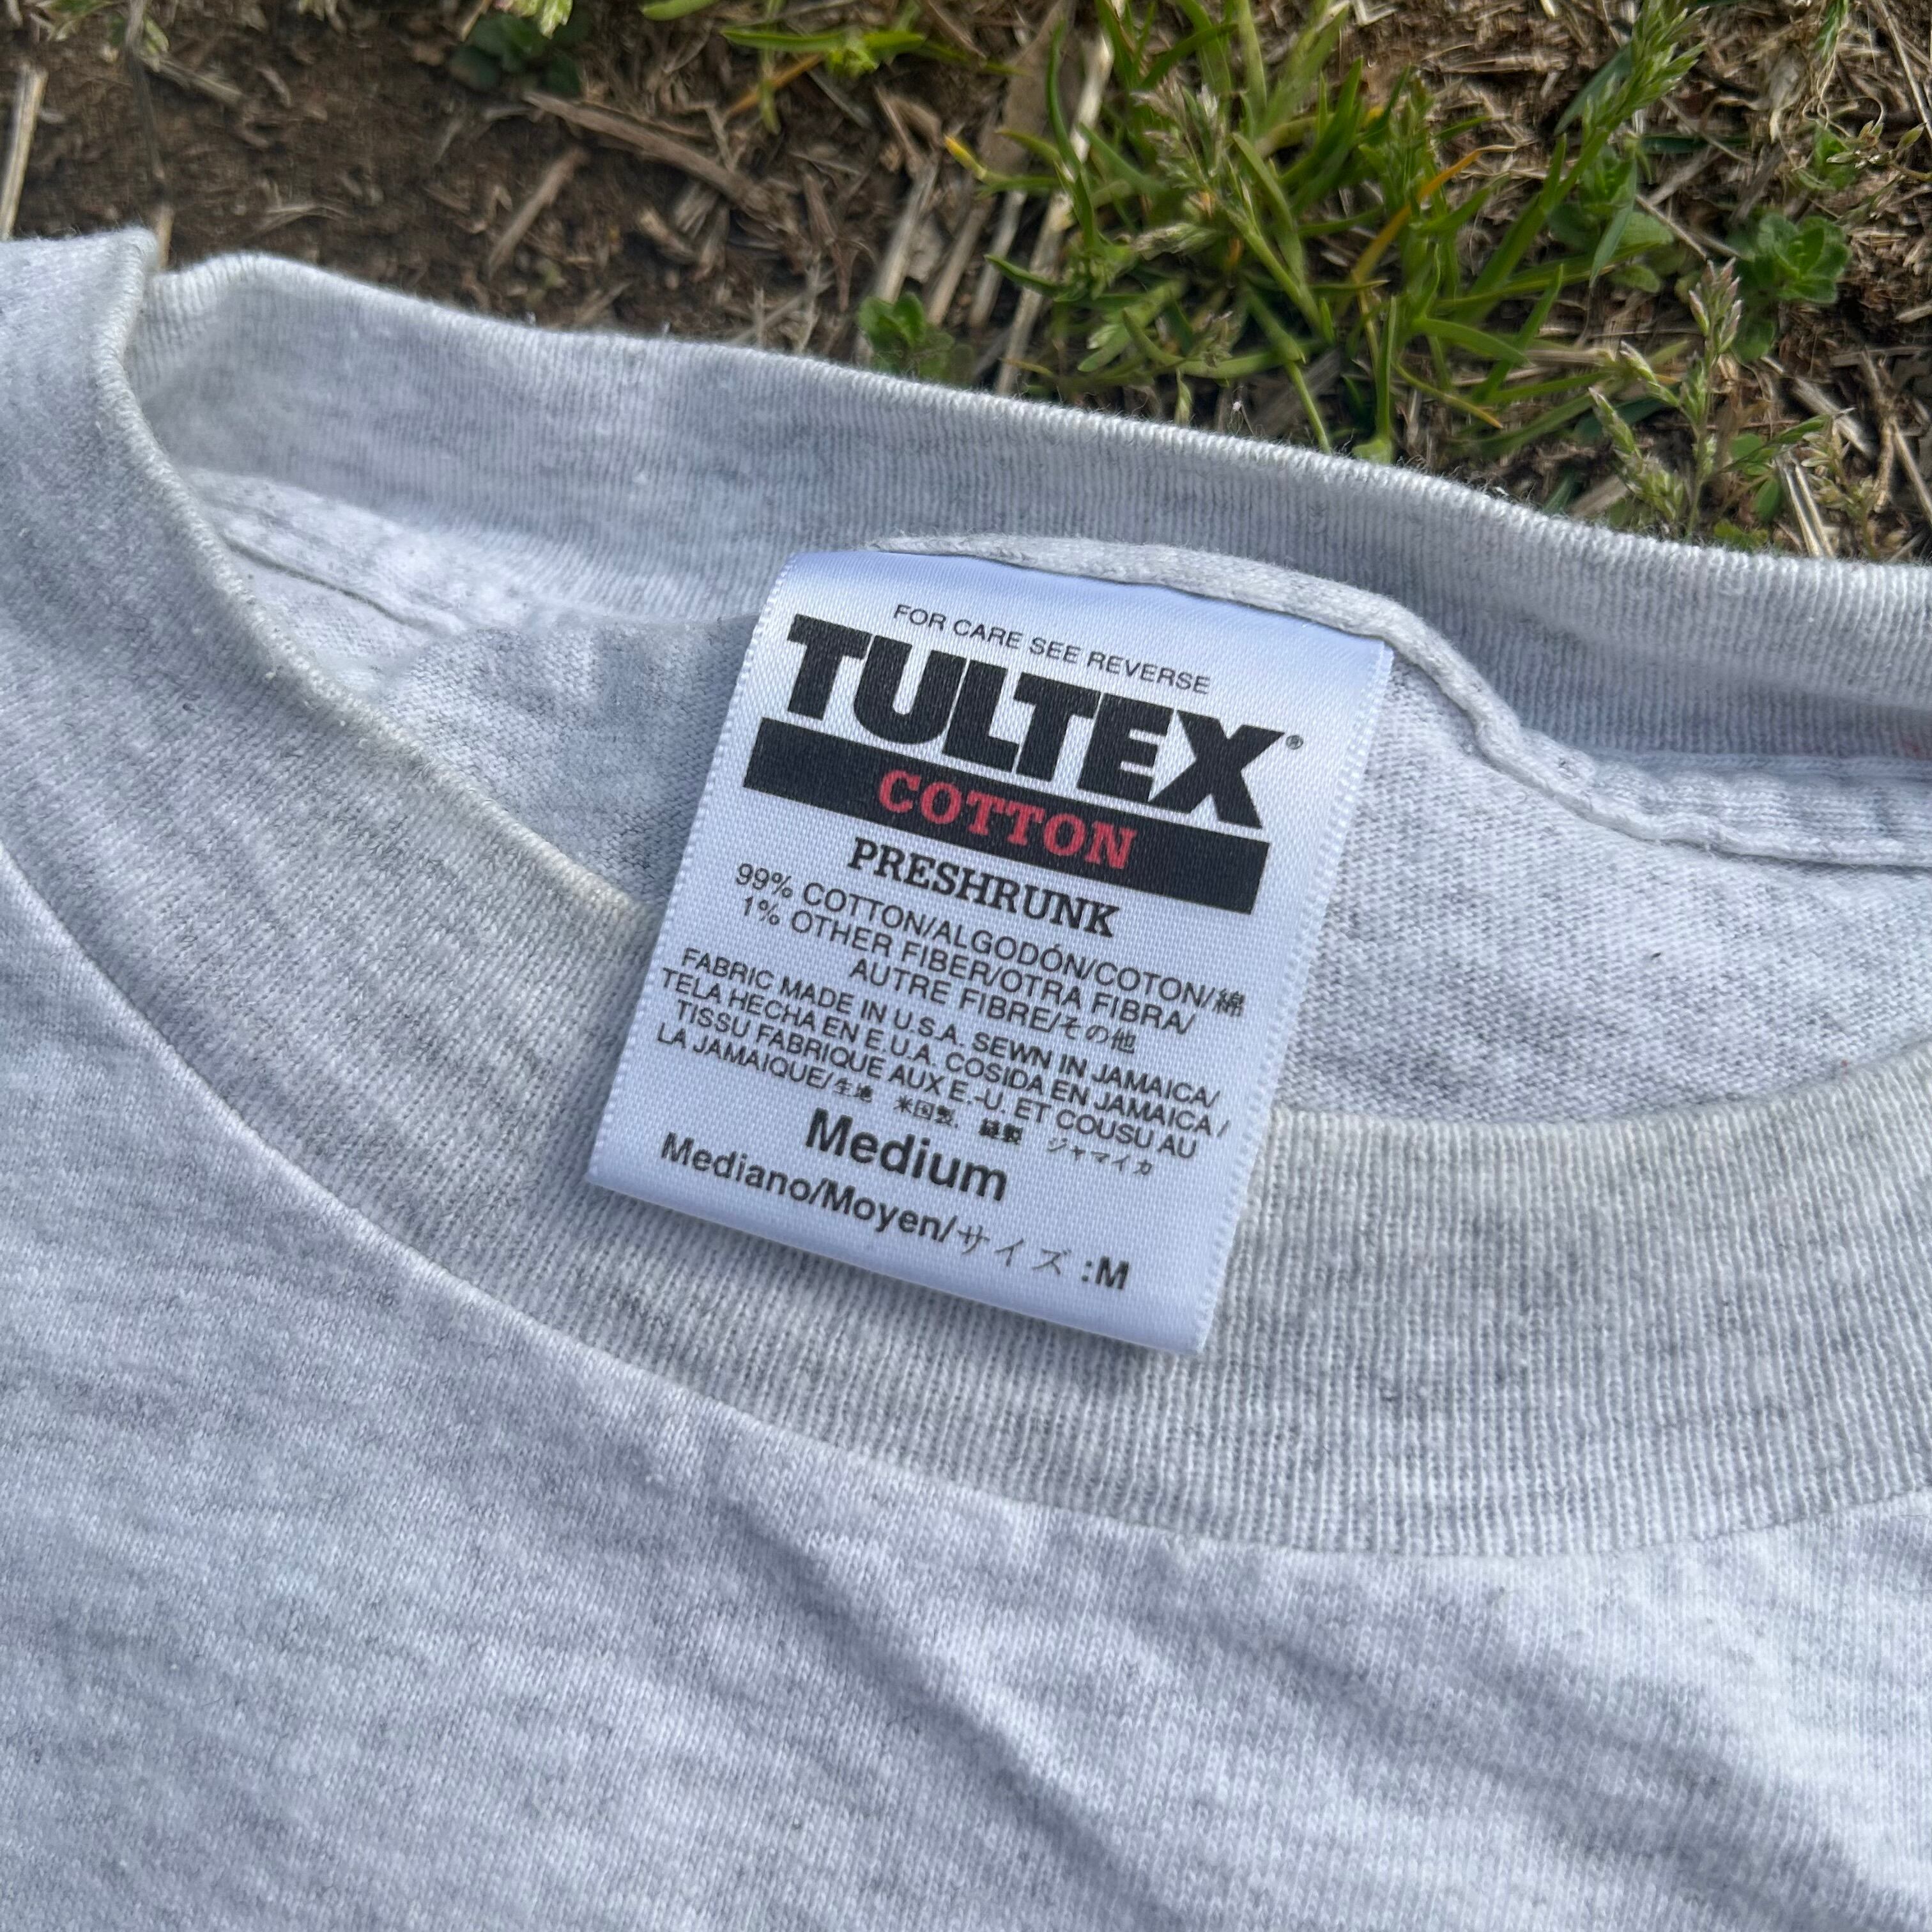 FOR CARE SEE REVERSE
TULTEX®
COTTON
PRESHRUNK
99% COTTON/ALGODÓN/COTON/綿
1% OTHER FIBER/OTRA FIBRA/
AUTRE FIBRE/その他
FABRIC MADE IN U.S.A. SEWN IN JAMAICA/
TELA HECHA EN E.U.A. COSIDA EN JAMAICA/
TISSU FABRIQUE AUX E.-U. ET COUSU AU
LA JAMAIQUE/生地 米国製. 縫製 ジャマイカ
Medium
Mediano/Moyen/サイズ :M